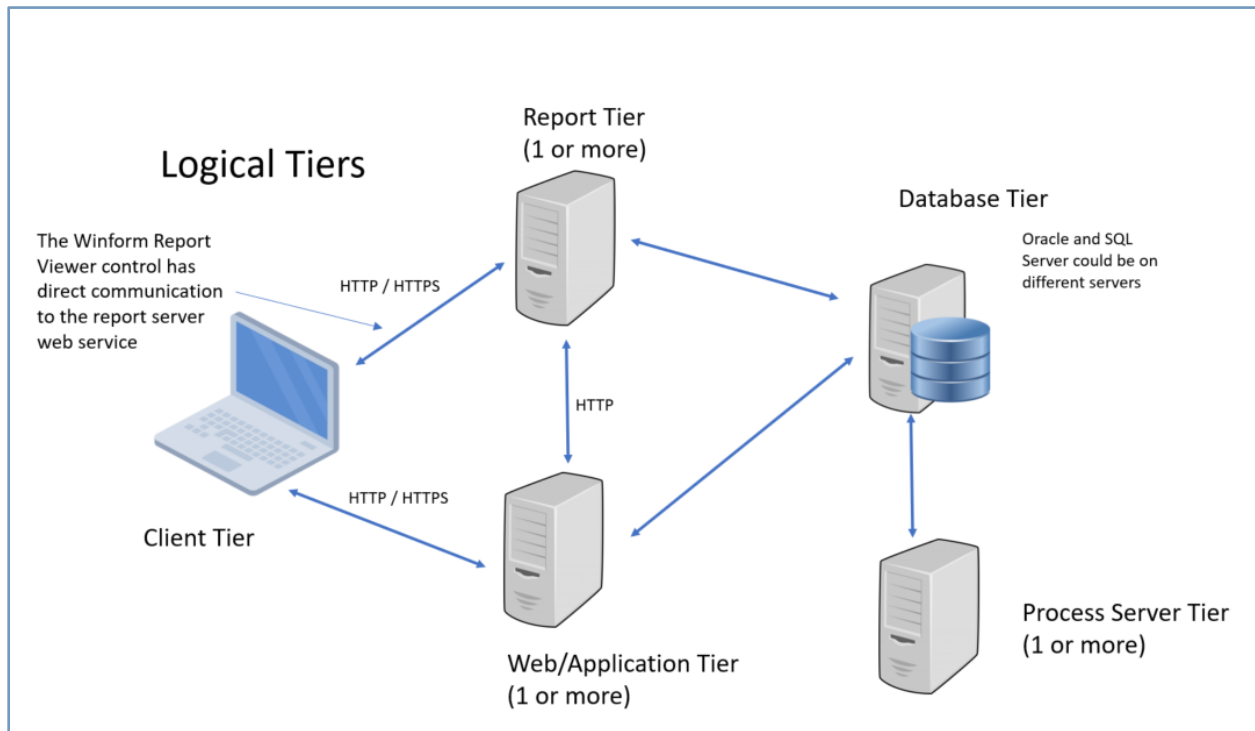 Logical Tiers
The Winform Report
Viewer control has
direct communication
to the report server
web service
HTTP / HTTPS
Report Tier
(1 or more)
Database Tier
Oracle and SQL
Server could be on
different servers
HTTP
HTTP / HTTPS
Client Tier
Web/Application Tier
(1 or more)
Process Server Tier
(1 or more)